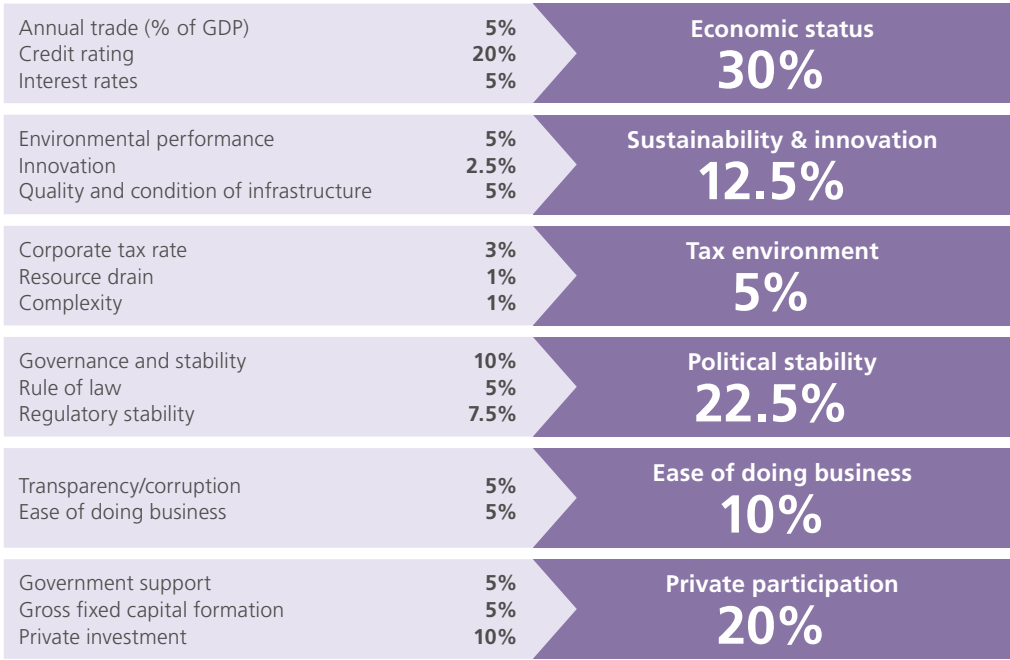 Annual trade (% of GDP) 5%
Credit rating 20%
Interest rates 5%
Economic status
30%
Environmental performance 5%
Innovation 2.5%
Quality and condition of infrastructure 5%
Sustainability & innovation
12.5%
Corporate tax rate 3%
Resource drain 1%
Complexity 1%
Tax environment
5%
Governance and stability 10%
Rule of law 5%
Regulatory stability 7.5%
Political stability
22.5%
Transparency/corruption 5%
Ease of doing business 5%
Ease of doing business
10%
Government support 5%
Gross fixed capital formation 5%
Private investment 10%
Private participation
20%